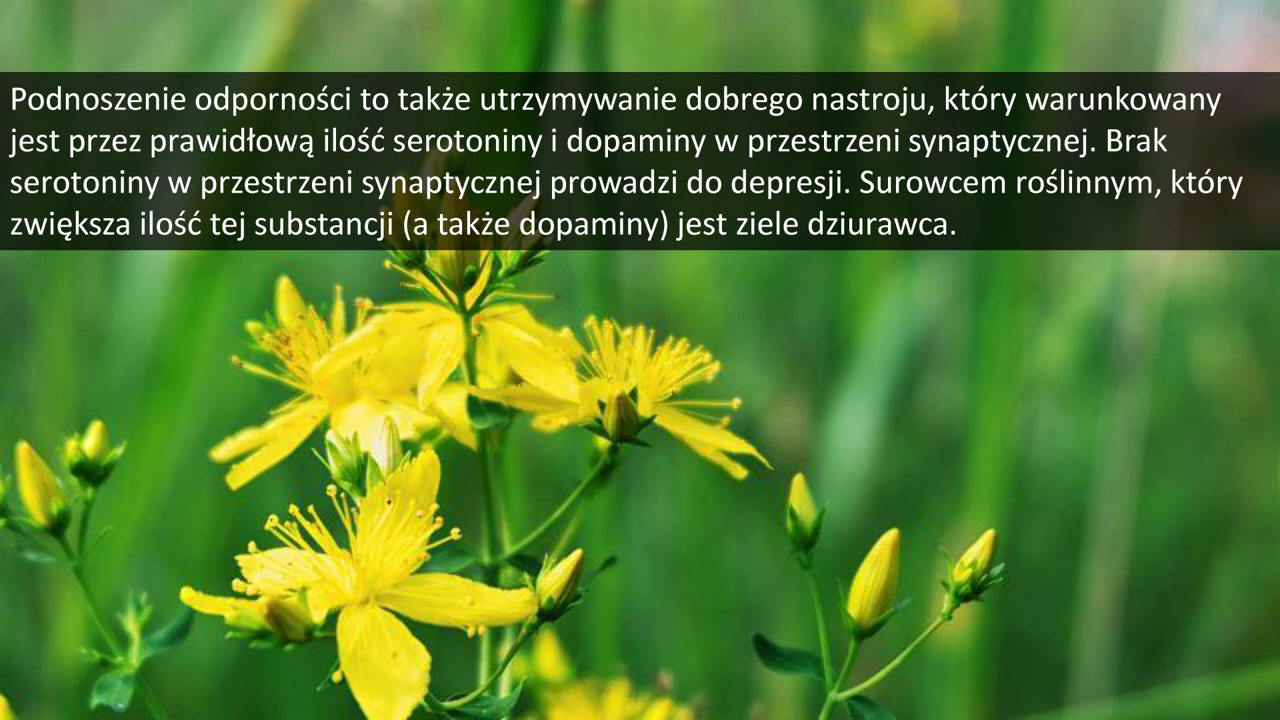 Podnoszenie odporności to także utrzymywanie dobrego nastroju, który warunkowany
jest przez prawidłową ilość serotoniny i dopaminy w przestrzeni synaptycznej. Brak
serotoniny w przestrzeni synaptycznej prowadzi do depresji. Surowcem roślinnym, który
zwiększa ilość tej substancji (a także dopaminy) jest ziele dziurawca.